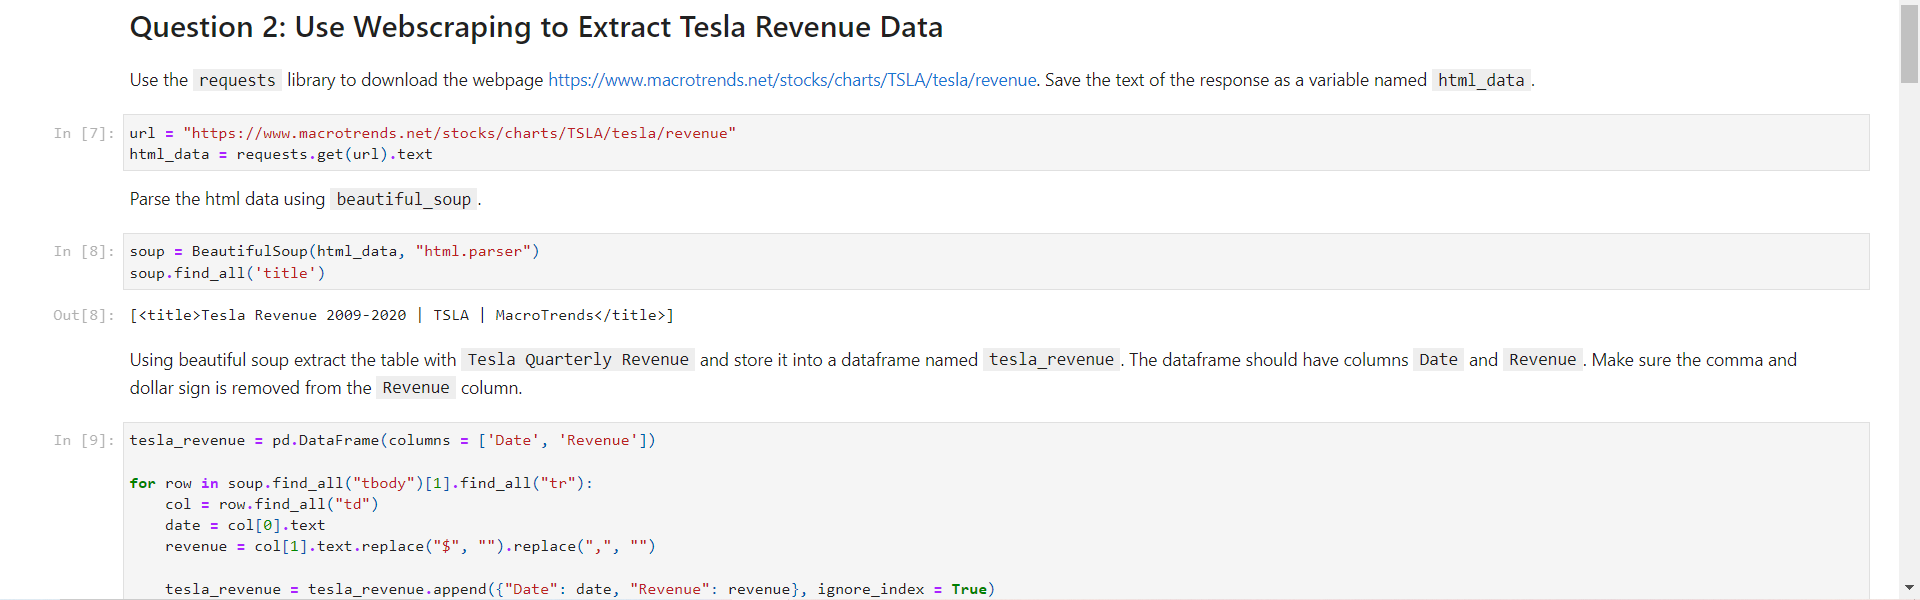 Question 2: Use Webscraping to Extract Tesla Revenue Data
Use the requests library to download the webpage https://www.macrotrends.net/stocks/charts/TSLA/tesla/revenue. Save the text of the response as a variable named html_data.
In [7]: url = "https://www.macrotrends.net/stocks/charts/TSLA/tesla/revenue"
html_data = requests.get(url).text
Parse the html data using beautiful_soup.
In [8]: soup = BeautifulSoup(html_data, "html.parser")
soup.find_all('title')
Out[8]: [<title>Tesla Revenue 2009-2020 | TSLA | MacroTrends</title>]
Using beautiful soup extract the table with Tesla Quarterly Revenue and store it into a dataframe named tesla_revenue. The dataframe should have columns Date and Revenue. Make sure the comma and
dollar sign is removed from the Revenue column.
In [9]: tesla_revenue = pd.DataFrame(columns = ['Date', 'Revenue'])
for row in soup.find_all("tbody")[1].find_all("tr"):
    col = row.find_all("td")
    date = col[0].text
    revenue = col[1].text.replace("$", "").replace(",", "")
    tesla_revenue = tesla_revenue.append({"Date": date, "Revenue": revenue}, ignore_index = True)